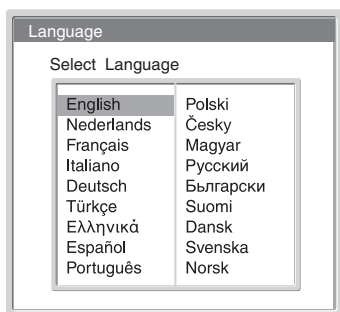 Language
Select Language
English
Nederlands
Français
Italiano
Deutsch
Türkçe
Ελληνικά
Español
Português
Polski
Česky
Magyar
Русский
Бьлгарски
Suomi
Dansk
Svenska
Norsk